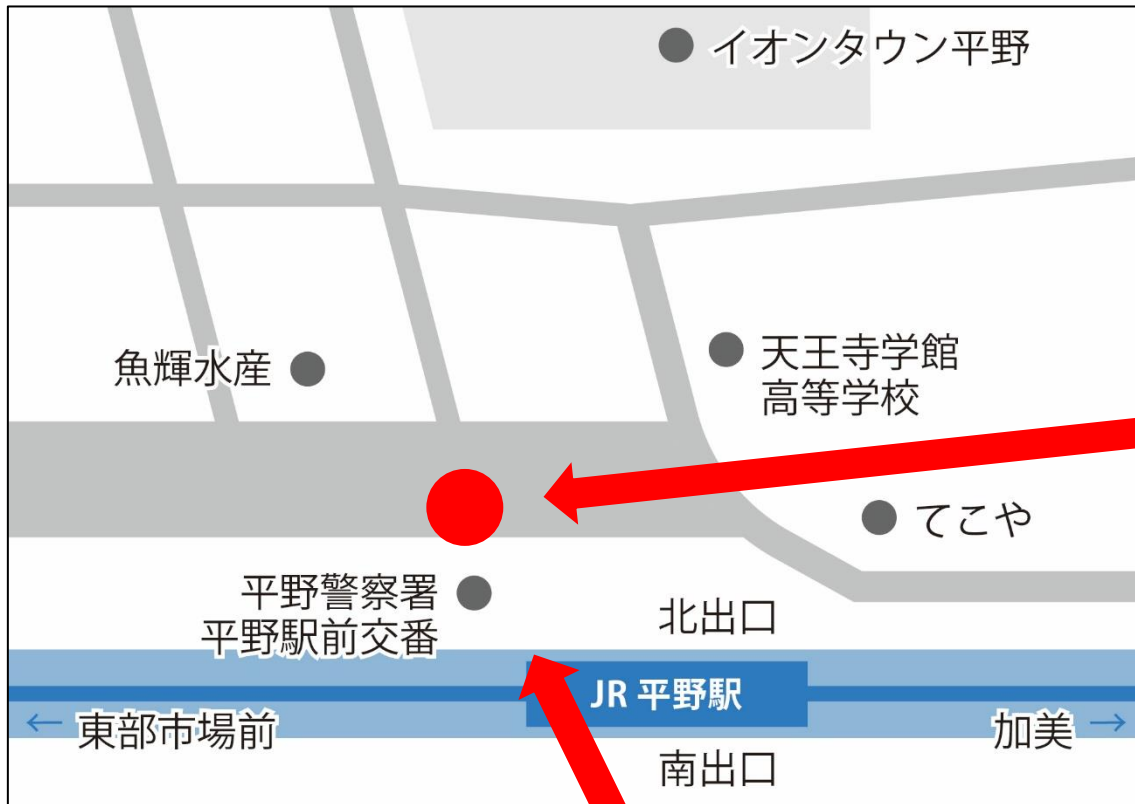 イオンタウン平野
魚輝水産
天王寺学館
高等学校
てこや
平野警察署
平野駅前交番
北出口
JR 平野駅
← 東部市場前
加美 →
南出口